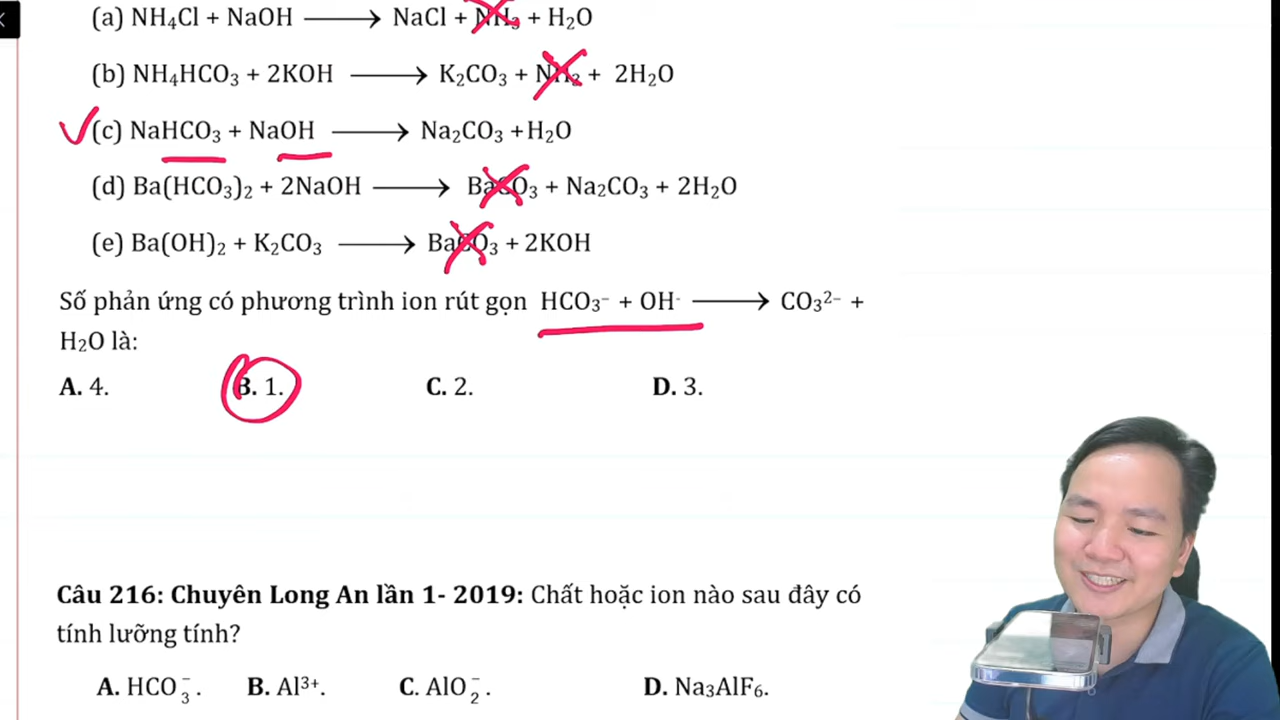 (a) NH₄Cl + NaOH ⟶ NaCl + NH₃ + H₂O
(b) NH₄HCO₃ + 2KOH ⟶ K₂CO₃ + NH₃ + 2H₂O
(c) NaHCO₃ + NaOH ⟶ Na₂CO₃ +H₂O
(d) Ba(HCO₃)₂ + 2NaOH ⟶ BaCO₃ + Na₂CO₃ + 2H₂O
(e) Ba(OH)₂ + K₂CO₃ ⟶ BaCO₃ + 2KOH
Số phản ứng có phương trình ion rút gọn HCO₃⁻ + OH⁻ ⟶ CO₃²⁻ +
H₂O là:
A. 4. B. 1. C. 2. D. 3.
Câu 216: Chuyên Long An lần 1- 2019: Chất hoặc ion nào sau đây có
tính lưỡng tính?
A. HCO₃⁻. B. Al³⁺. C. AlO₂⁻. D. Na₃AlF₆.